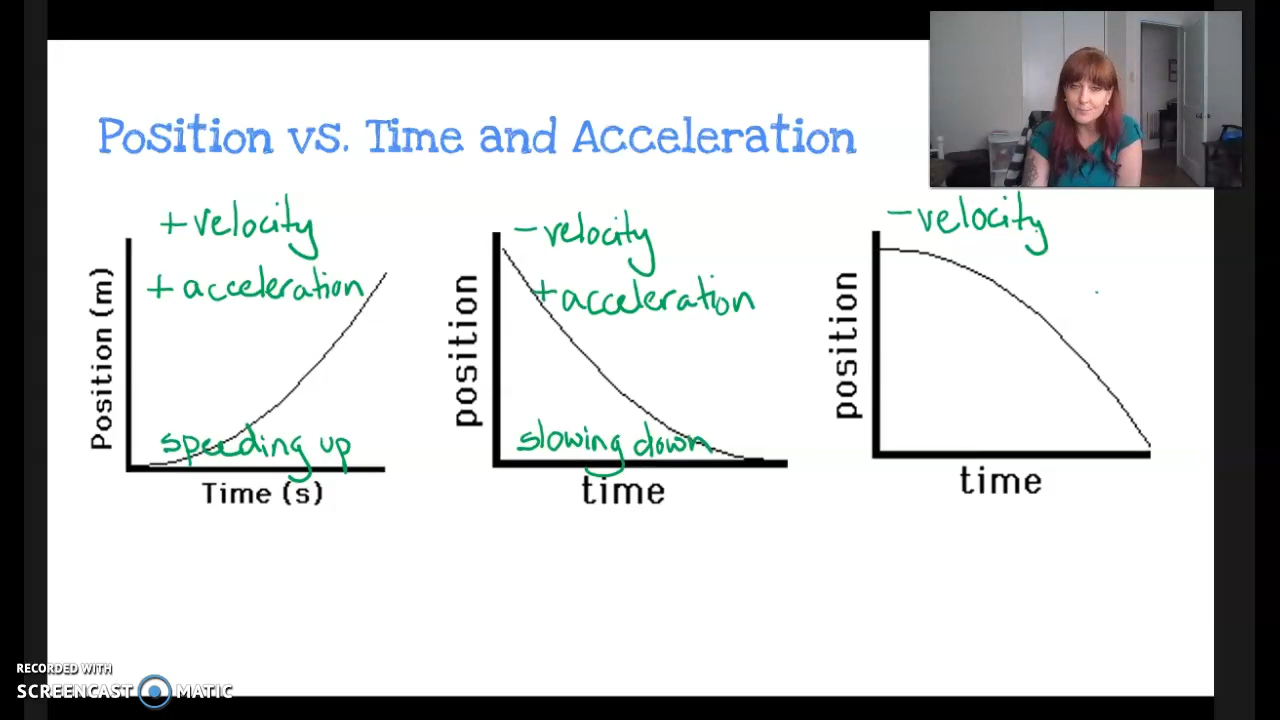 Position vs. Time and Acceleration
+ velocity
+ acceleration
Position (m)
speeding up
Time (s)
- velocity
+ acceleration
position
slowing down
time
- velocity
position
time
RECORDED WITH
SCREENCAST MATIC